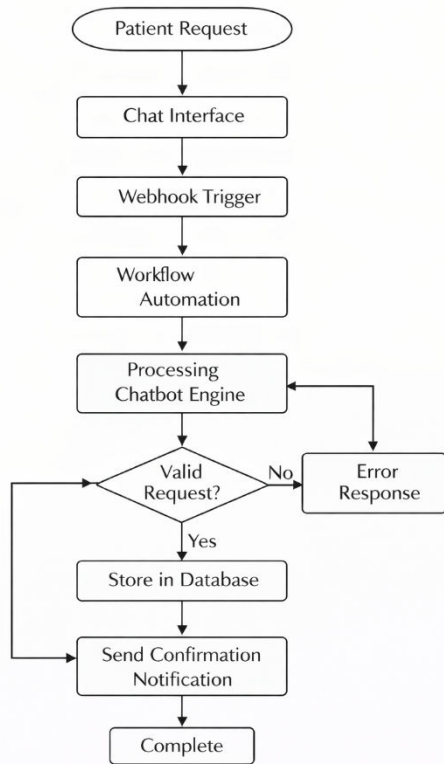 Patient Request
Chat Interface
Webhook Trigger
Workflow
Automation
Processing
Chatbot Engine
Valid
Request?
No
Error
Response
Yes
Store in Database
Send Confirmation
Notification
Complete